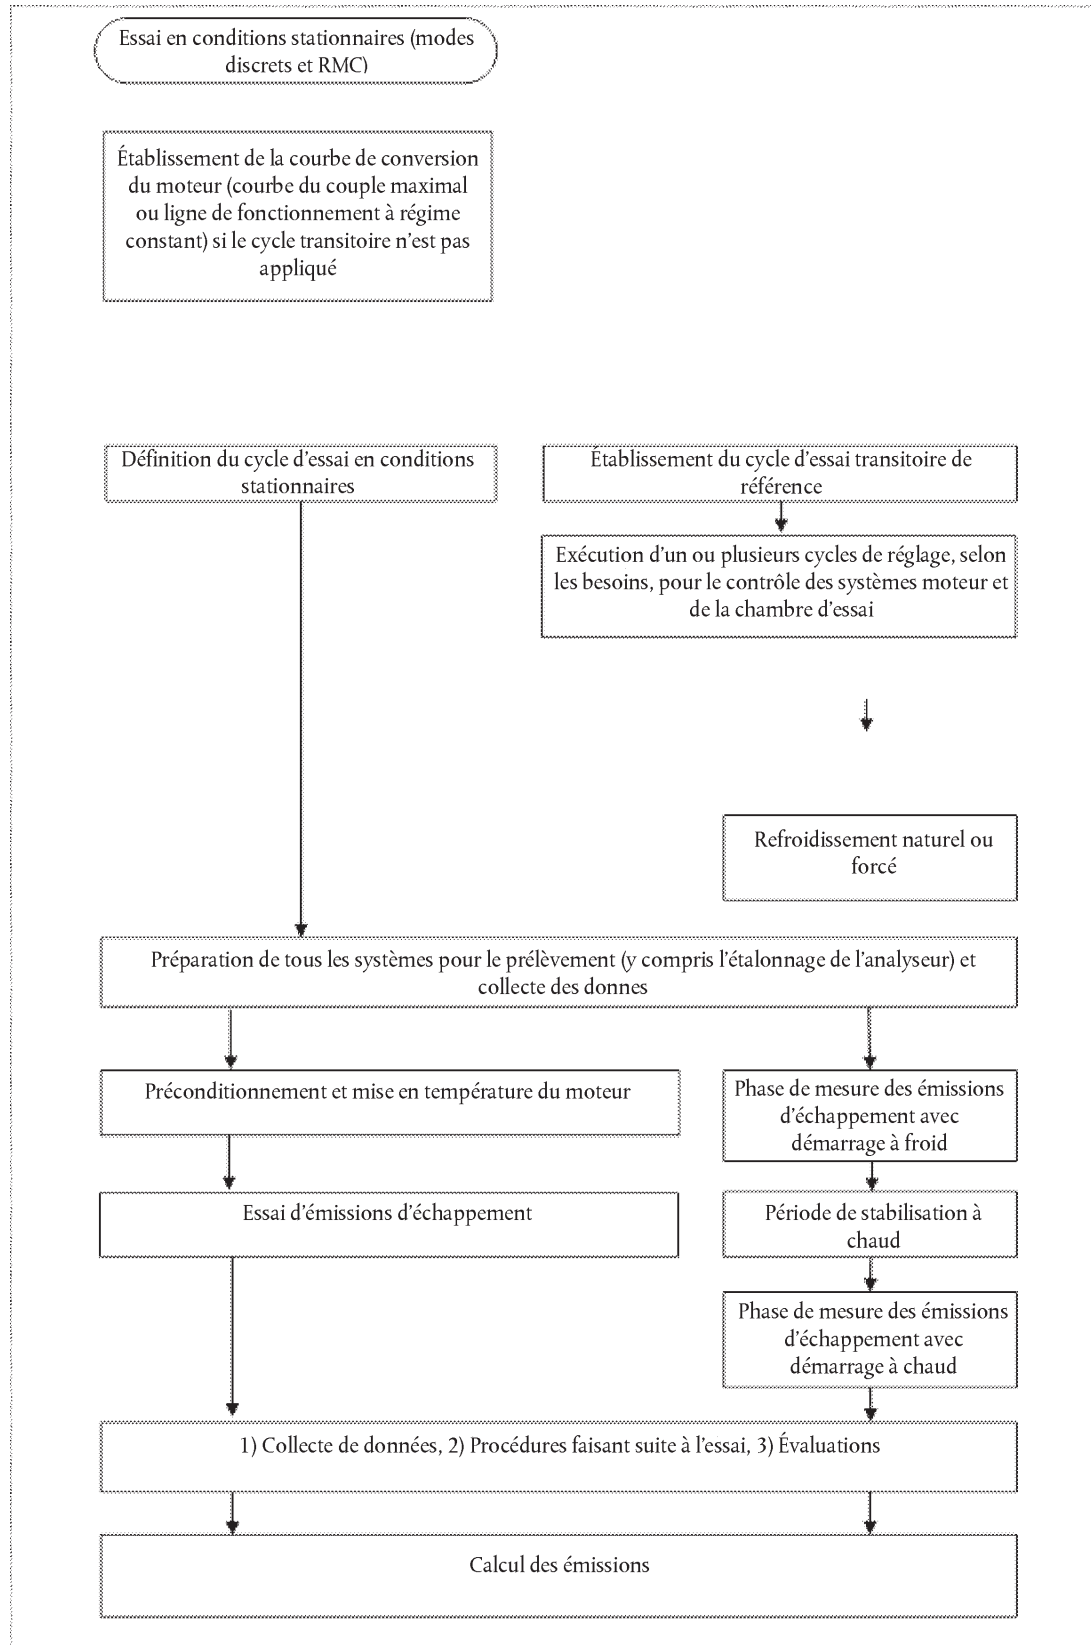 Essai en conditions stationnaires (modes
discrets et RMC)
Établissement de la courbe de conversion
du moteur (courbe du couple maximal
ou ligne de fonctionnement à régime
constant) si le cycle transitoire n'est pas
appliqué
Définition du cycle d'essai en conditions
stationnaires
Établissement du cycle d'essai transitoire de
référence
Exécution d'un ou plusieurs cycles de réglage, selon
les besoins, pour le contrôle des systèmes moteur et
de la chambre d'essai
Refroidissement naturel ou
forcé
Préparation de tous les systèmes pour le prélèvement (y compris l'étalonnage de l'analyseur) et
collecte des donnes
Préconditionnement et mise en température du moteur
Phase de mesure des émissions
d'échappement avec
démarrage à froid
Essai d'émissions d'échappement
Période de stabilisation à
chaud
Phase de mesure des émissions
d'échappement avec
démarrage à chaud
1) Collecte de données, 2) Procédures faisant suite à l'essai, 3) Évaluations
Calcul des émissions